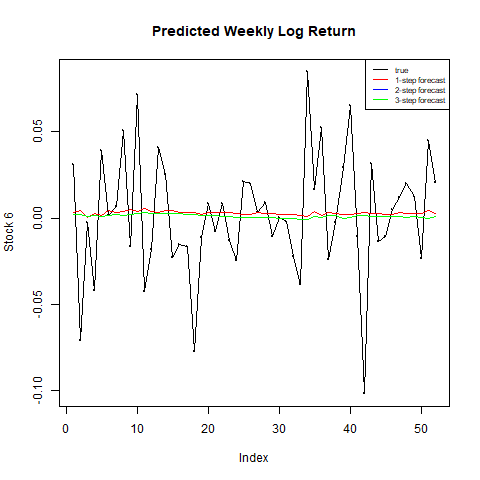 Predicted Weekly Log Return
true
1-step forecast
2-step forecast
3-step forecast
0.05
0.00
-0.05
-0.10
Stock 6
0 10 20 30 40 50
Index